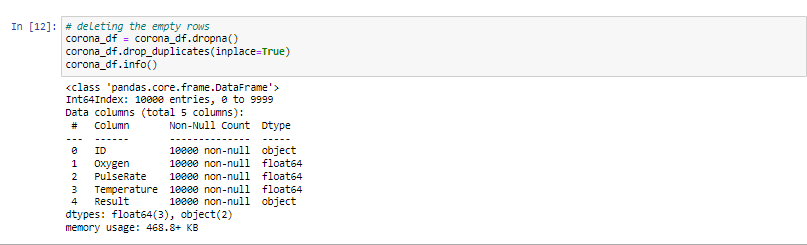 In [12]: # deleting the empty rows
corona_df = corona_df.dropna()
corona_df.drop_duplicates(inplace=True)
corona_df.info()
<class 'pandas.core.frame.DataFrame'>
Int64Index: 10000 entries, 0 to 9999
Data columns (total 5 columns):
 #   Column       Non-Null Count  Dtype
---  ------       --------------  -----
 0   ID           10000 non-null  object
 1   Oxygen       10000 non-null  float64
 2   PulseRate    10000 non-null  float64
 3   Temperature  10000 non-null  float64
 4   Result       10000 non-null  object
dtypes: float64(3), object(2)
memory usage: 468.8+ KB